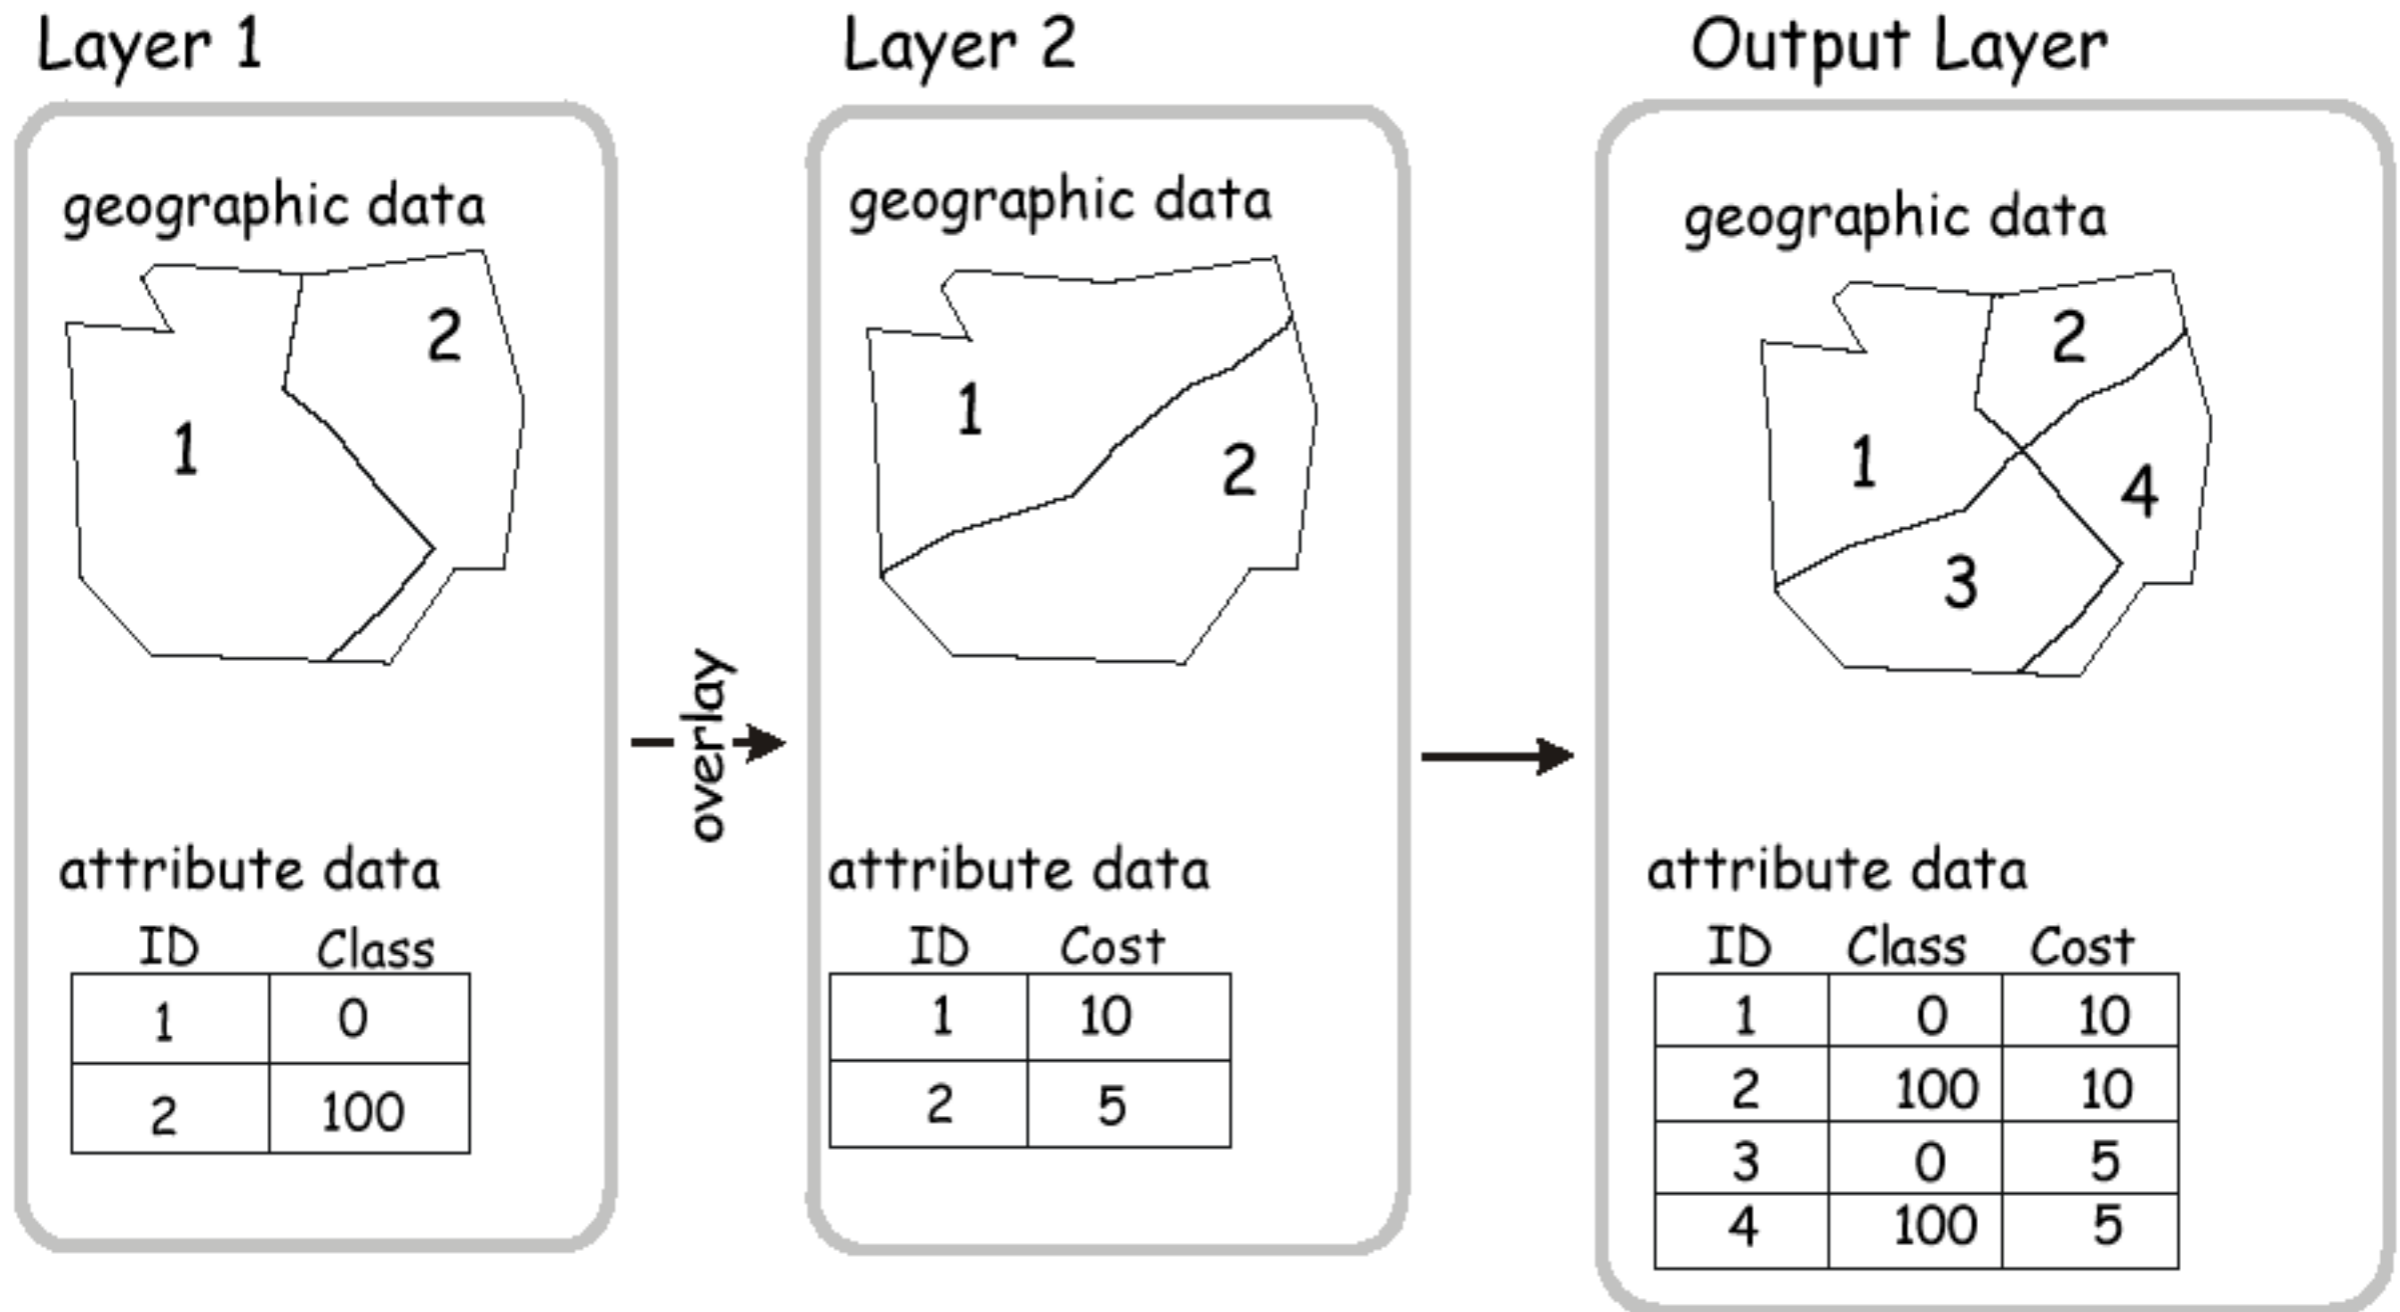 Layer 1
geographic data
2
1
attribute data
ID Class
1 0
2 100
overlay
Layer 2
geographic data
1
2
attribute data
ID Cost
1 10
2 5
Output Layer
geographic data
2
1
4
3
attribute data
ID Class Cost
1 0 10
2 100 10
3 0 5
4 100 5